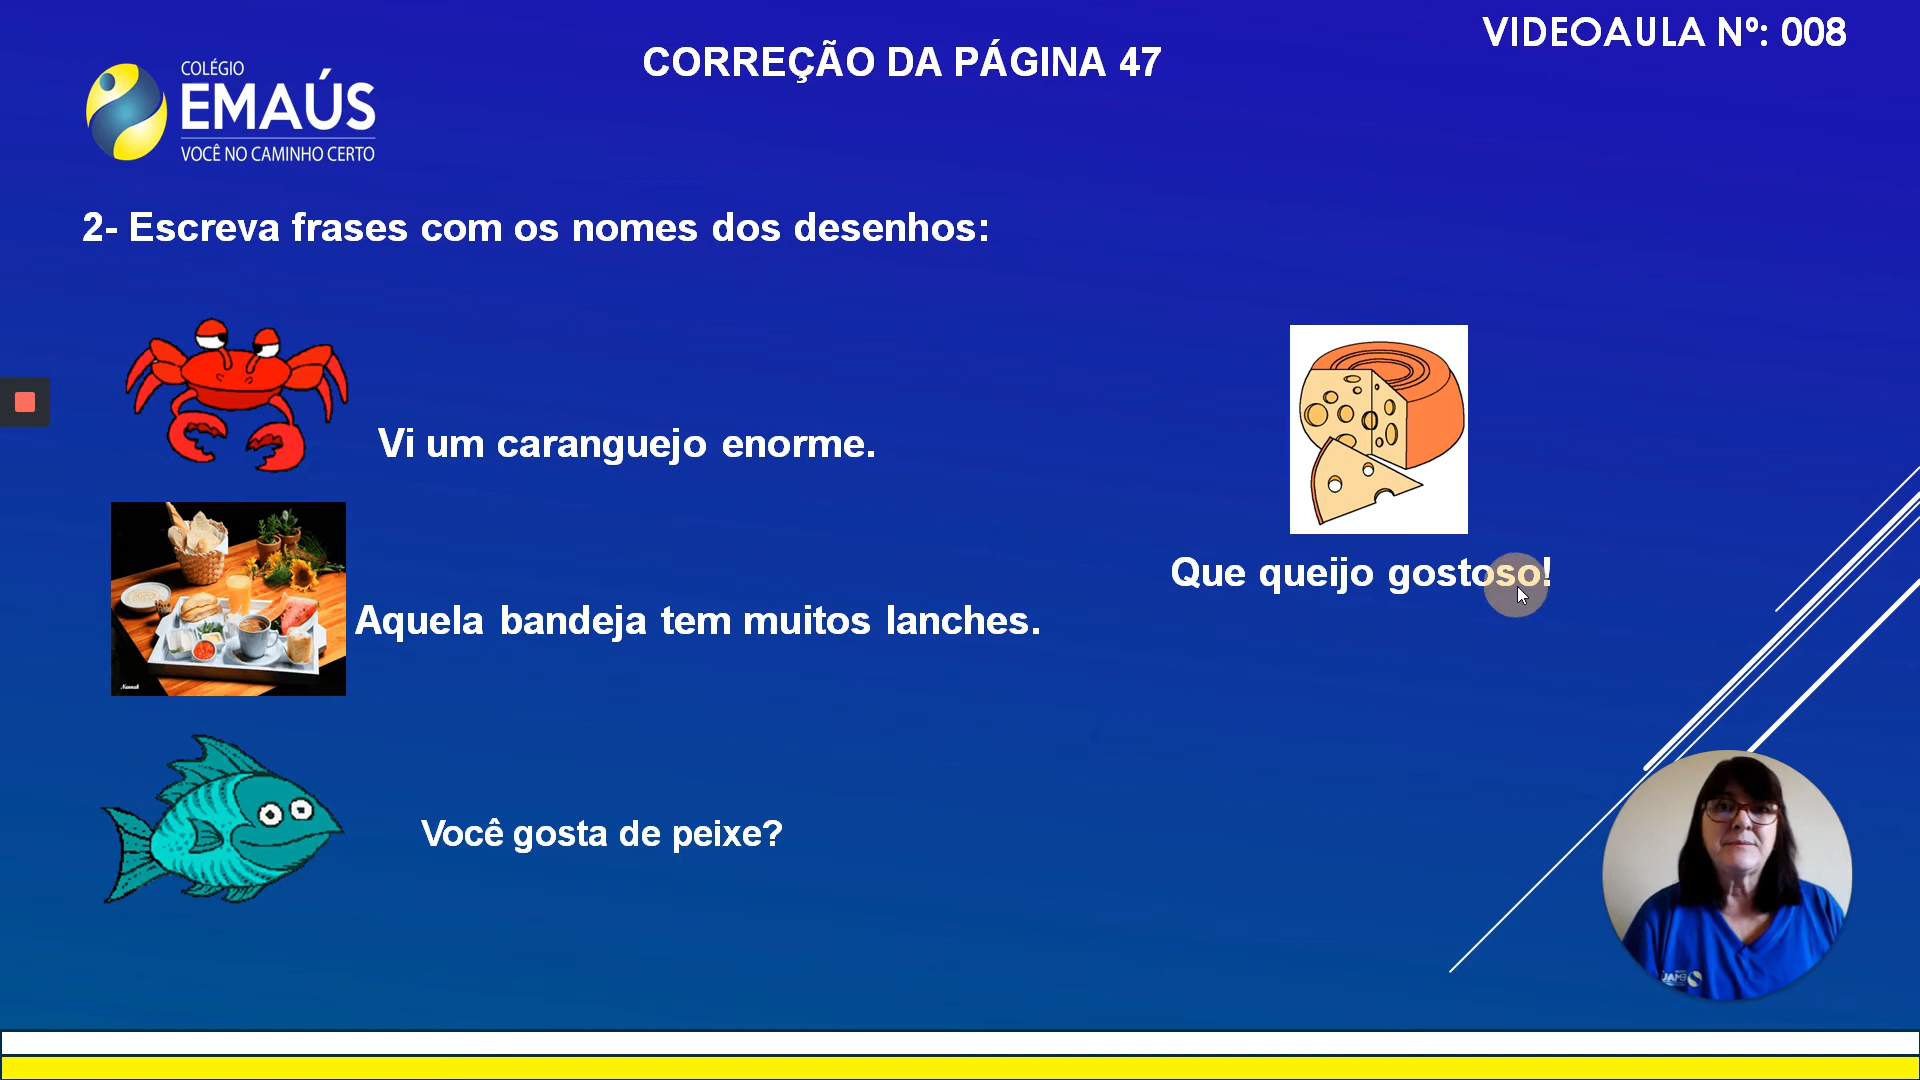 VIDEOAULA Nº: 008
CORREÇÃO DA PÁGINA 47
COLÉGIO
EMAÚS
VOCÊ NO CAMINHO CERTO
2- Escreva frases com os nomes dos desenhos:
Vi um caranguejo enorme.
Que queijo gostoso!
Aquela bandeja tem muitos lanches.
Você gosta de peixe?